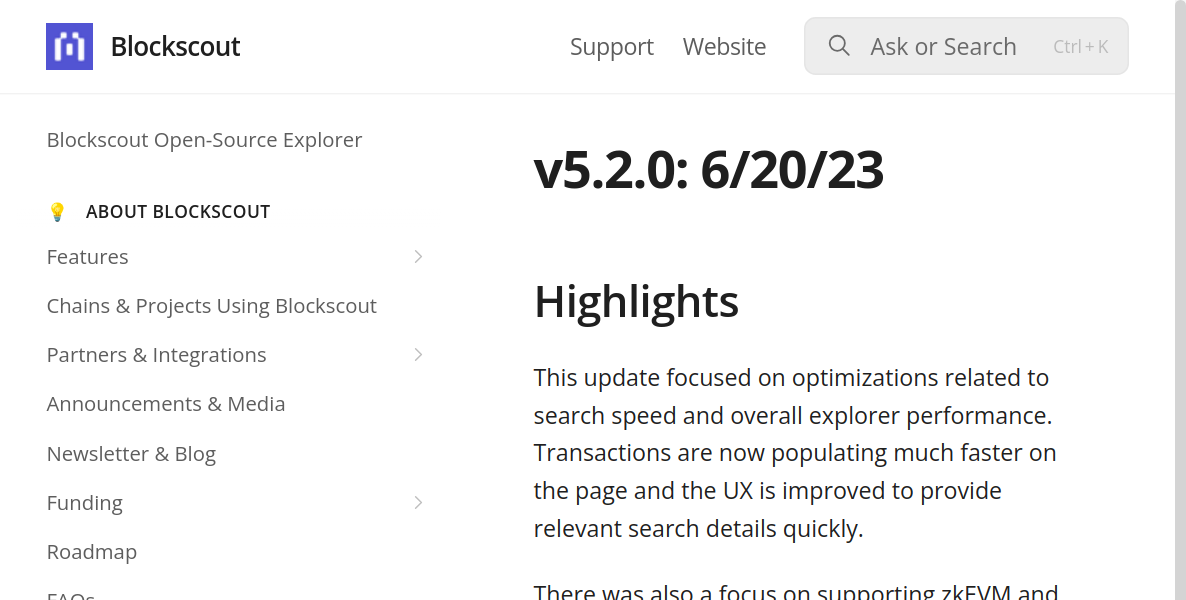 Blockscout
Support
Website
Ask or Search
Ctrl + K
Blockscout Open-Source Explorer
ABOUT BLOCKSCOUT
Features
Chains & Projects Using Blockscout
Partners & Integrations
Announcements & Media
Newsletter & Blog
Funding
Roadmap
FAQs
v5.2.0: 6/20/23
Highlights
This update focused on optimizations related to
search speed and overall explorer performance.
Transactions are now populating much faster on
the page and the UX is improved to provide
relevant search details quickly.
There was also a focus on supporting zkEVM and